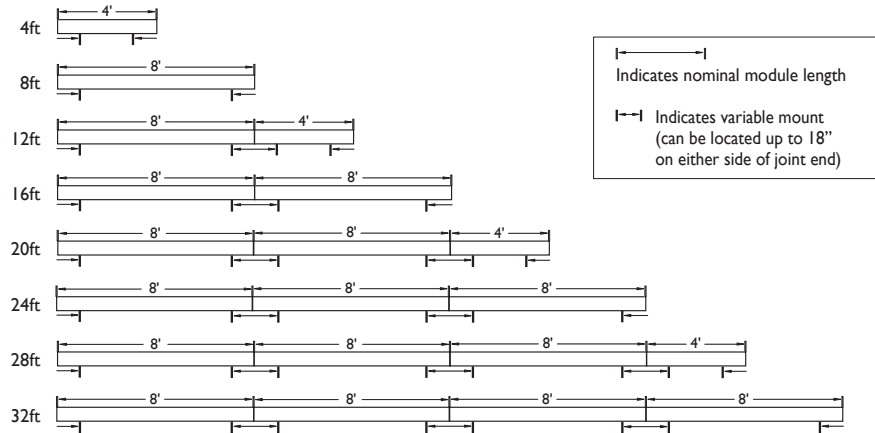 4'
4ft
8'
8ft
8' 4'
12ft
8' 8'
16ft
8' 8' 4'
20ft
8' 8' 8'
24ft
8' 8' 8' 4'
28ft
8' 8' 8' 8'
32ft
Indicates nominal module length
Indicates variable mount
(can be located up to 18”
on either side of joint end)